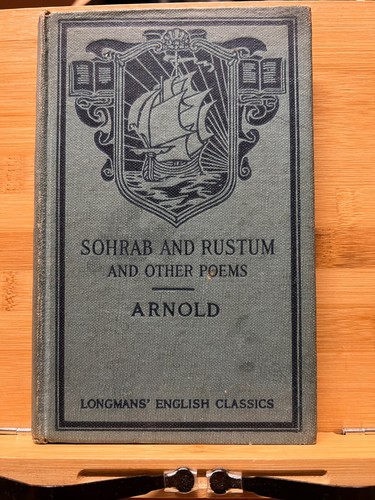 SOHRAB AND RUSTUM
AND OTHER POEMS
ARNOLD
LONGMANS' ENGLISH CLASSICS